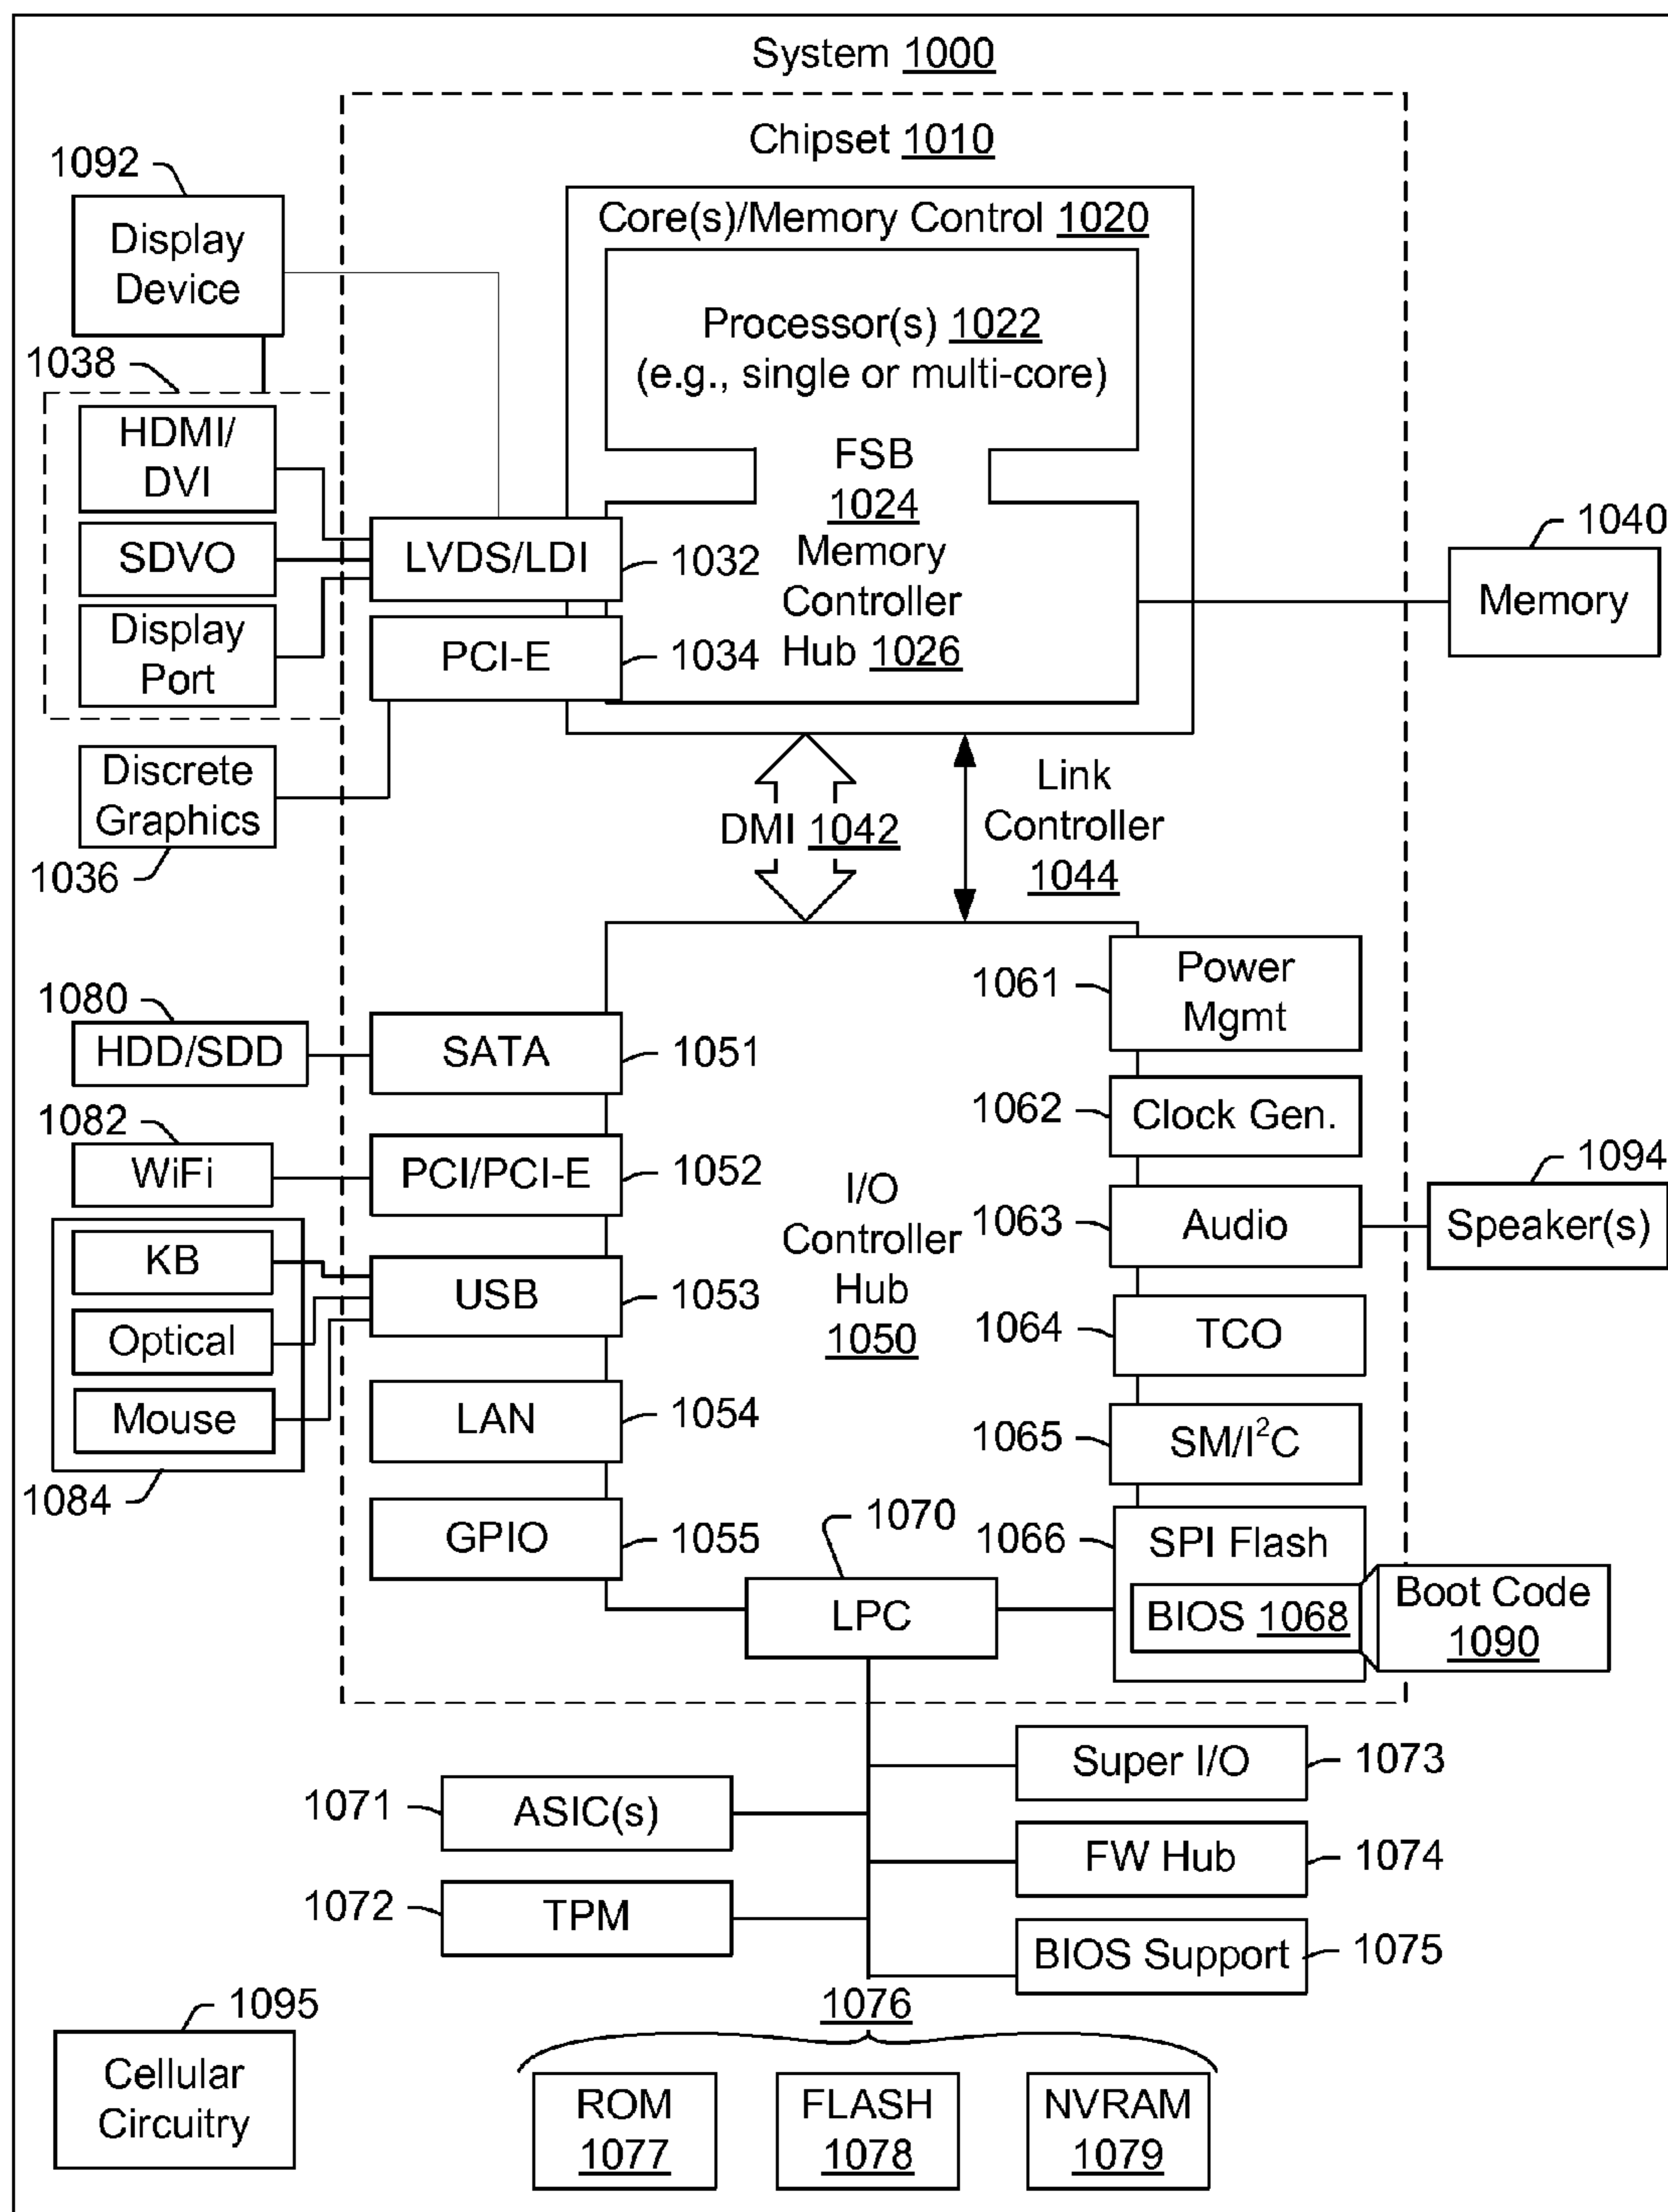 System 1000
Chipset 1010
1092
Display
Device
Core(s)/Memory Control 1020
Processor(s) 1022
(e.g., single or multi-core)
FSB
1024
Memory
Controller
Hub 1026
1038
HDMI/
DVI
SDVO
Display
Port
LVDS/LDI
1032
PCI-E
1034
1040
Memory
Discrete
Graphics
1036
DMI 1042
Link
Controller
1044
1080
HDD/SDD
SATA
1051
1082
WiFi
PCI/PCI-E
1052
KB
Optical
Mouse
1084
USB
1053
LAN
1054
GPIO
1055
I/O
Controller
Hub
1050
1061
Power
Mgmt
1062
Clock Gen.
1063
Audio
1094
Speaker(s)
1064
TCO
1065
SM/I²C
1066
SPI Flash
BIOS 1068
Boot Code
1090
1070
LPC
1071
ASIC(s)
1072
TPM
Super I/O
1073
FW Hub
1074
BIOS Support
1075
1076
ROM
1077
FLASH
1078
NVRAM
1079
1095
Cellular
Circuitry